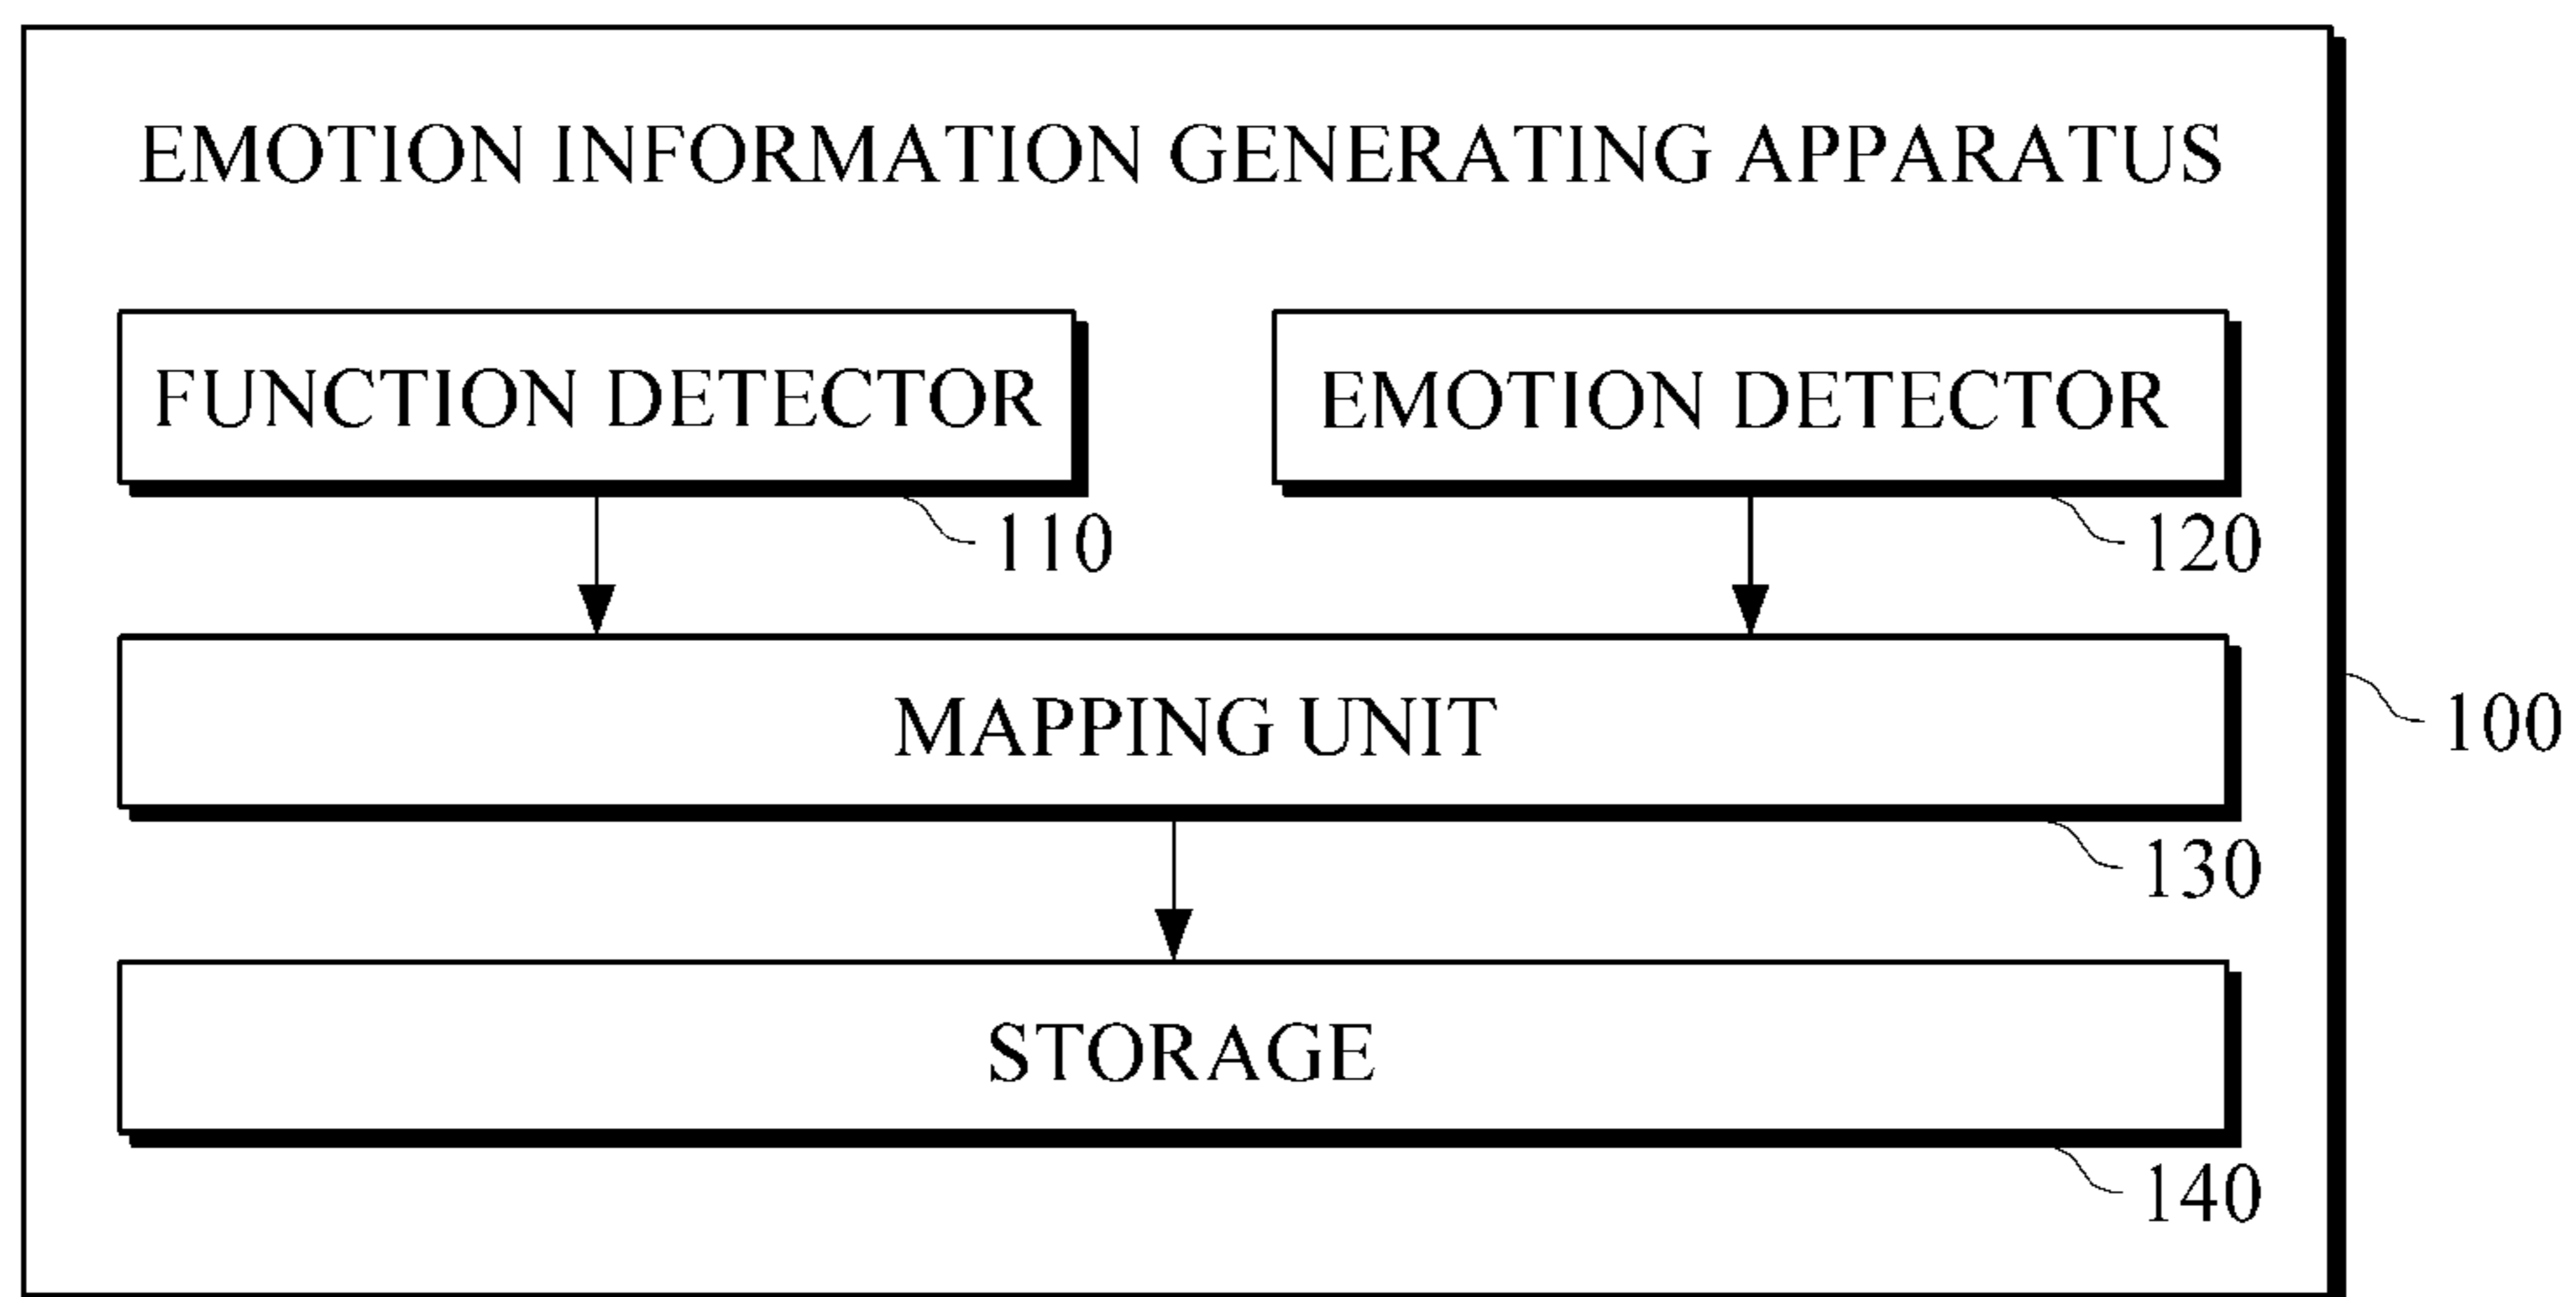 EMOTION INFORMATION GENERATING APPARATUS
FUNCTION DETECTOR
EMOTION DETECTOR
110
120
MAPPING UNIT
100
130
STORAGE
140